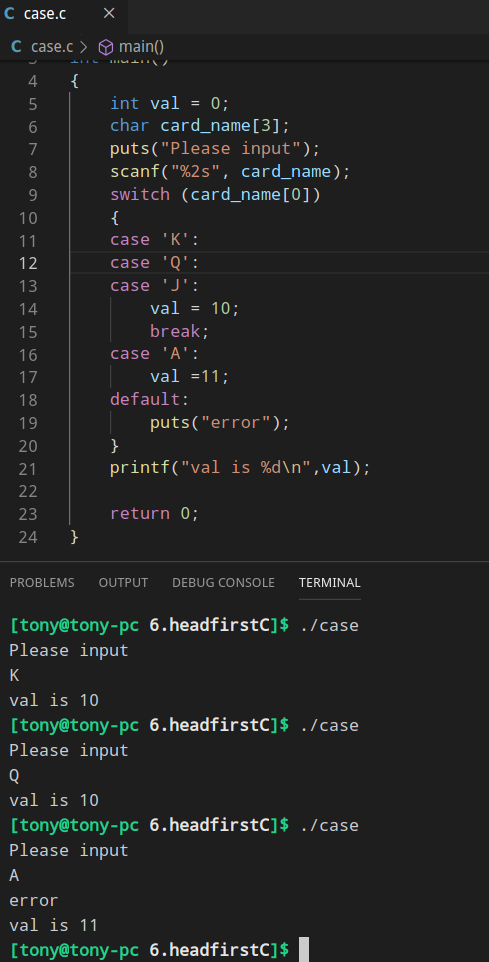 C case.c ×
C case.c > main()
3 int main()
4 {
5 int val = 0;
6 char card_name[3];
7 puts("Please input");
8 scanf("%2s", card_name);
9 switch (card_name[0])
10 {
11 case 'K':
12 case 'Q':
13 case 'J':
14 val = 10;
15 break;
16 case 'A':
17 val =11;
18 default:
19 puts("error");
20 }
21 printf("val is %d\n",val);
22
23 return 0;
24 }
PROBLEMS OUTPUT DEBUG CONSOLE TERMINAL
[tony@tony-pc 6.headfirstC]$ ./case
Please input
K
val is 10
[tony@tony-pc 6.headfirstC]$ ./case
Please input
Q
val is 10
[tony@tony-pc 6.headfirstC]$ ./case
Please input
A
error
val is 11
[tony@tony-pc 6.headfirstC]$